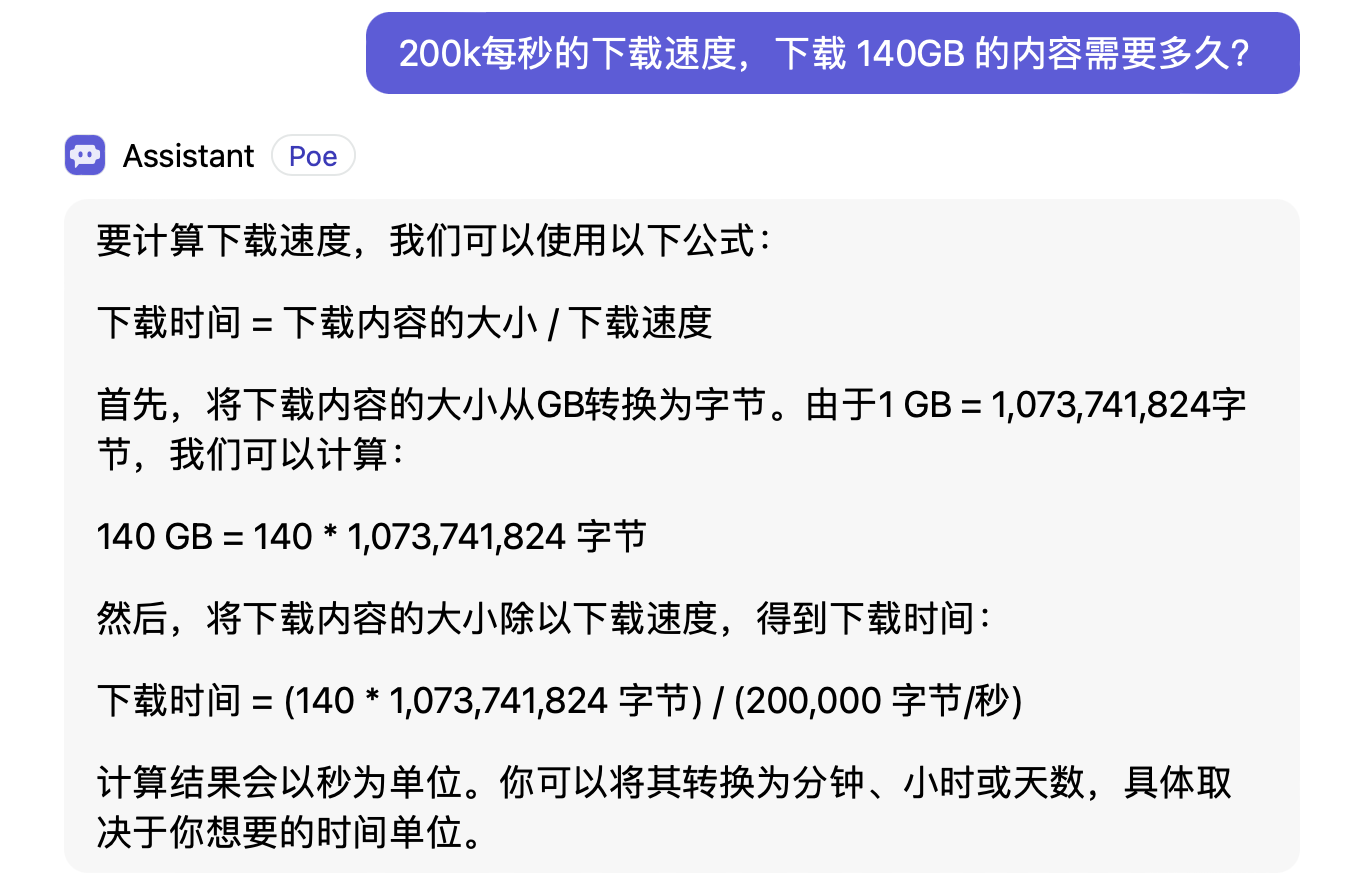 200k每秒的下载速度，下载 140GB 的内容需要多久?
Assistant Poe
要计算下载速度，我们可以使用以下公式：
下载时间 = 下载内容的大小 / 下载速度
首先，将下载内容的大小从GB转换为字节。由于1 GB = 1,073,741,824字
节，我们可以计算：
140 GB = 140 * 1,073,741,824 字节
然后，将下载内容的大小除以下载速度，得到下载时间：
下载时间 = (140 * 1,073,741,824 字节) / (200,000 字节/秒)
计算结果会以秒为单位。你可以将其转换为分钟、小时或天数，具体取
决于你想要的时间单位。